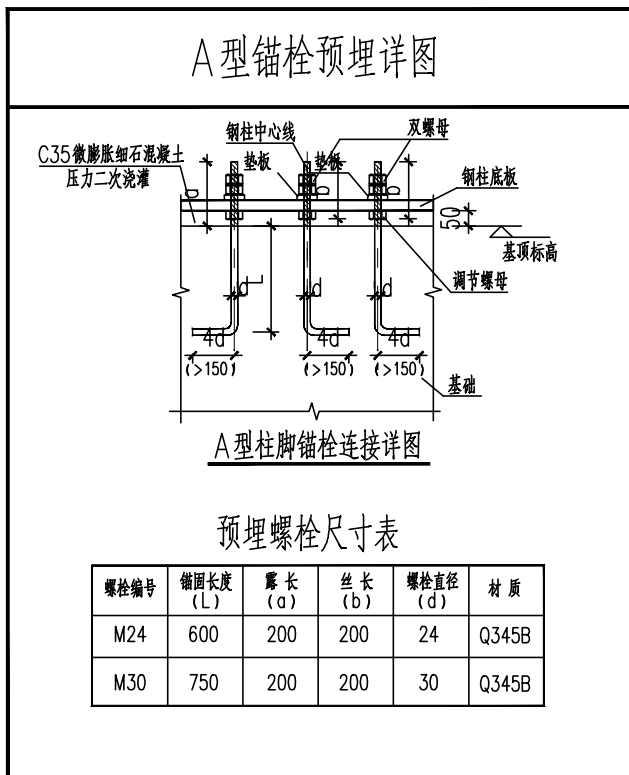 A型锚栓预埋详图
钢柱中心线
双螺母
C35微膨胀细石混凝土
压力二次浇灌
垫板
垫板
钢柱底板
a
b
b
50
基顶标高
调节螺母
d
L
d
d
4d
4d
4d
(>150)
(>150)
(>150)
基础
A型柱脚锚栓连接详图
预埋螺栓尺寸表
螺栓编号 锚固长度(L) 露长(a) 丝长(b) 螺栓直径(d) 材质
M24 600 200 200 24 Q345B
M30 750 200 200 30 Q345B